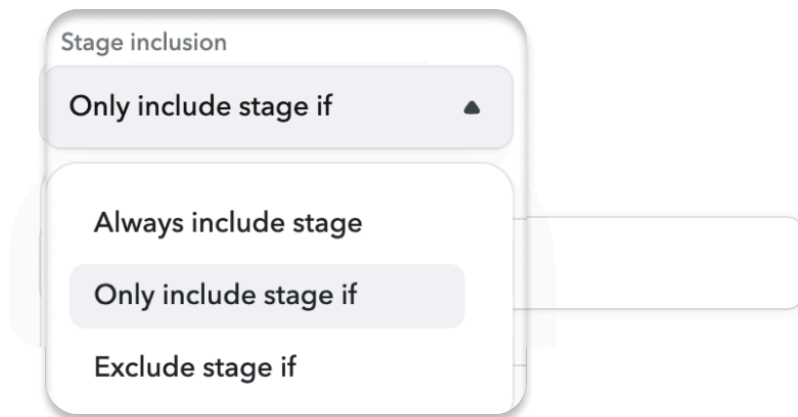 Stage inclusion
Only include stage if
Always include stage
Only include stage if
Exclude stage if